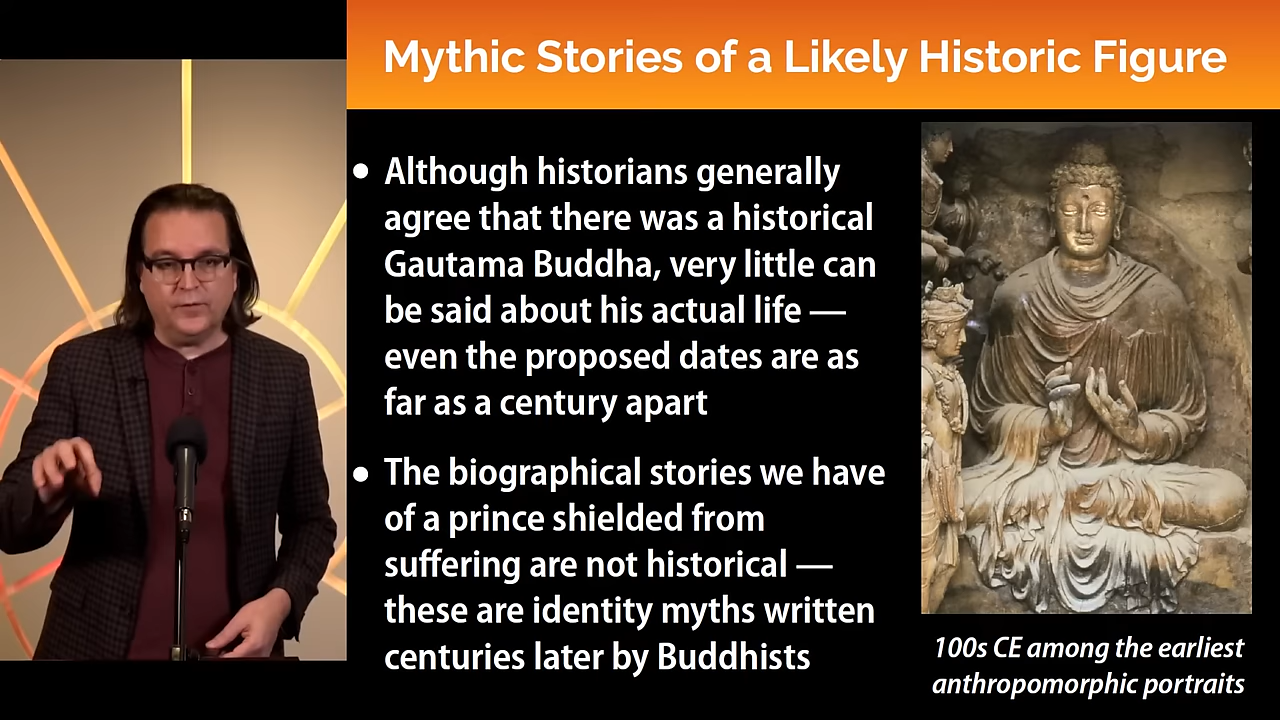 Mythic Stories of a Likely Historic Figure
• Although historians generally
agree that there was a historical
Gautama Buddha, very little can
be said about his actual life —
even the proposed dates are as
far as a century apart
• The biographical stories we have
of a prince shielded from
suffering are not historical —
these are identity myths written
centuries later by Buddhists
100s CE among the earliest
anthropomorphic portraits